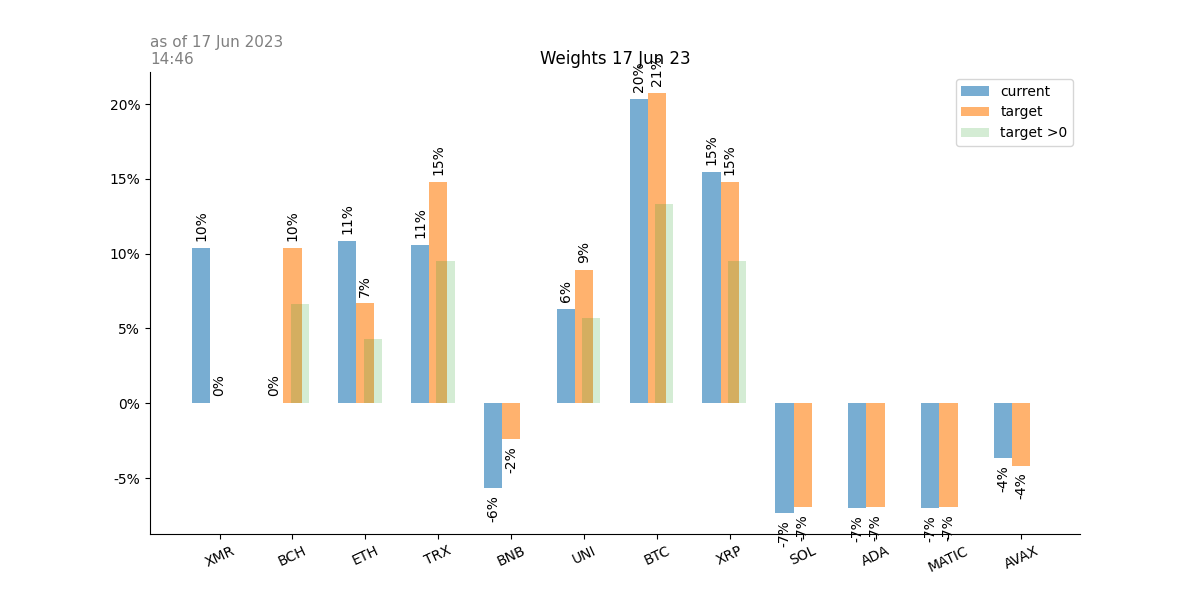 as of 17 Jun 2023
14:46
Weights 17 Jun 23
current
target
target >0
20%
15%
10%
5%
0%
-5%
10%
0%
0%
10%
11%
7%
11%
15%
-6%
-2%
6%
9%
20%
21%
15%
15%
-7%
-7%
-7%
-7%
-7%
-7%
-4%
-4%
XMR
BCH
ETH
TRX
BNB
UNI
BTC
XRP
SOL
ADA
MATIC
AVAX